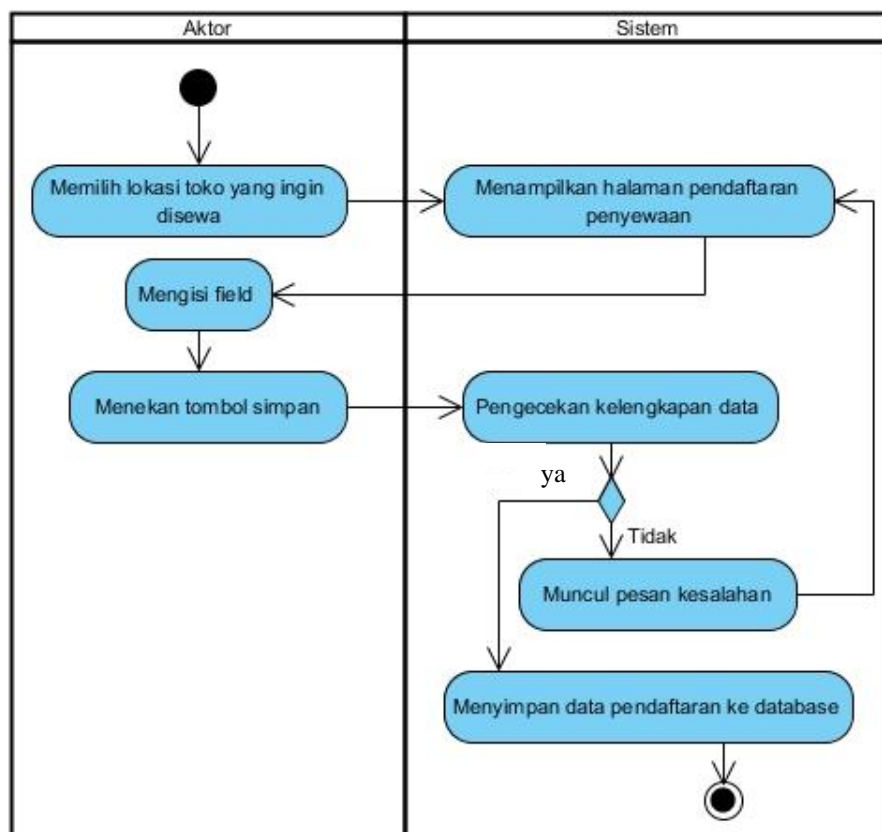 Aktor
Sistem
Memilih lokasi toko yang ingin
disewa
Menampilkan halaman pendaftaran
penyewaan
Mengisi field
Menekan tombol simpan
Pengecekan kelengkapan data
ya
Tidak
Muncul pesan kesalahan
Menyimpan data pendaftaran ke database